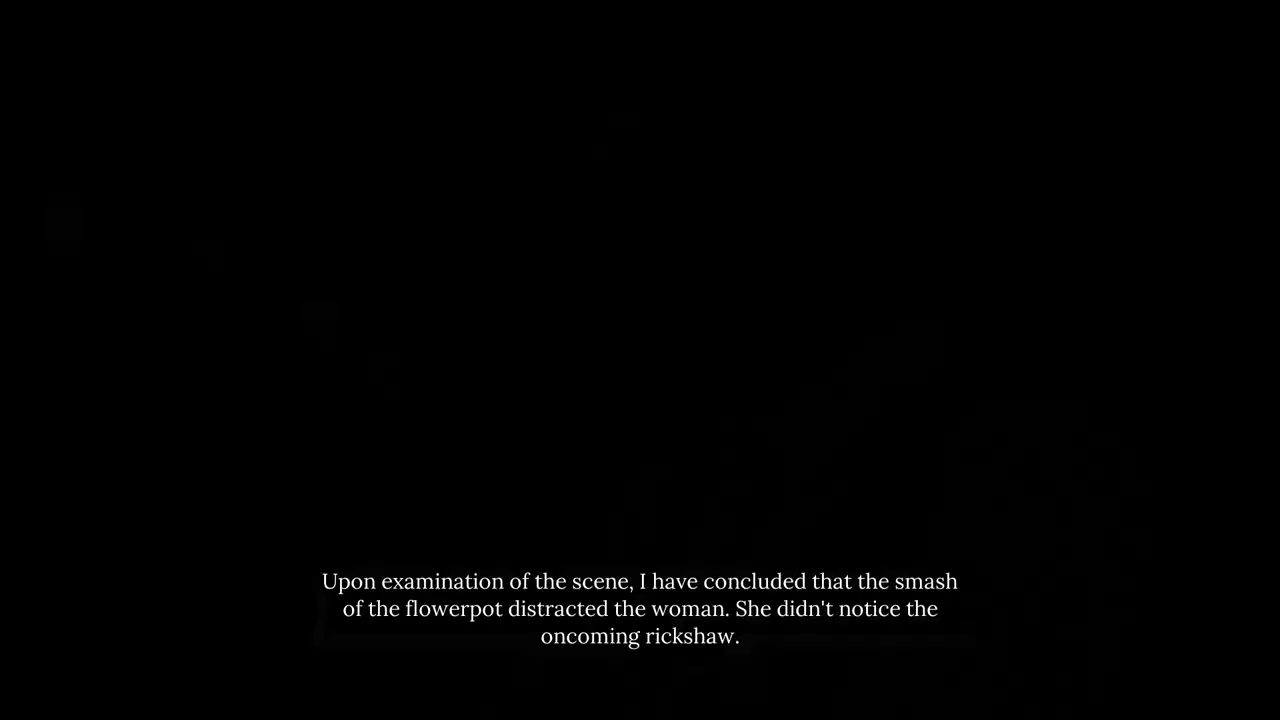 Upon examination of the scene, I have concluded that the smash
of the flowerpot distracted the woman. She didn't notice the
oncoming rickshaw.